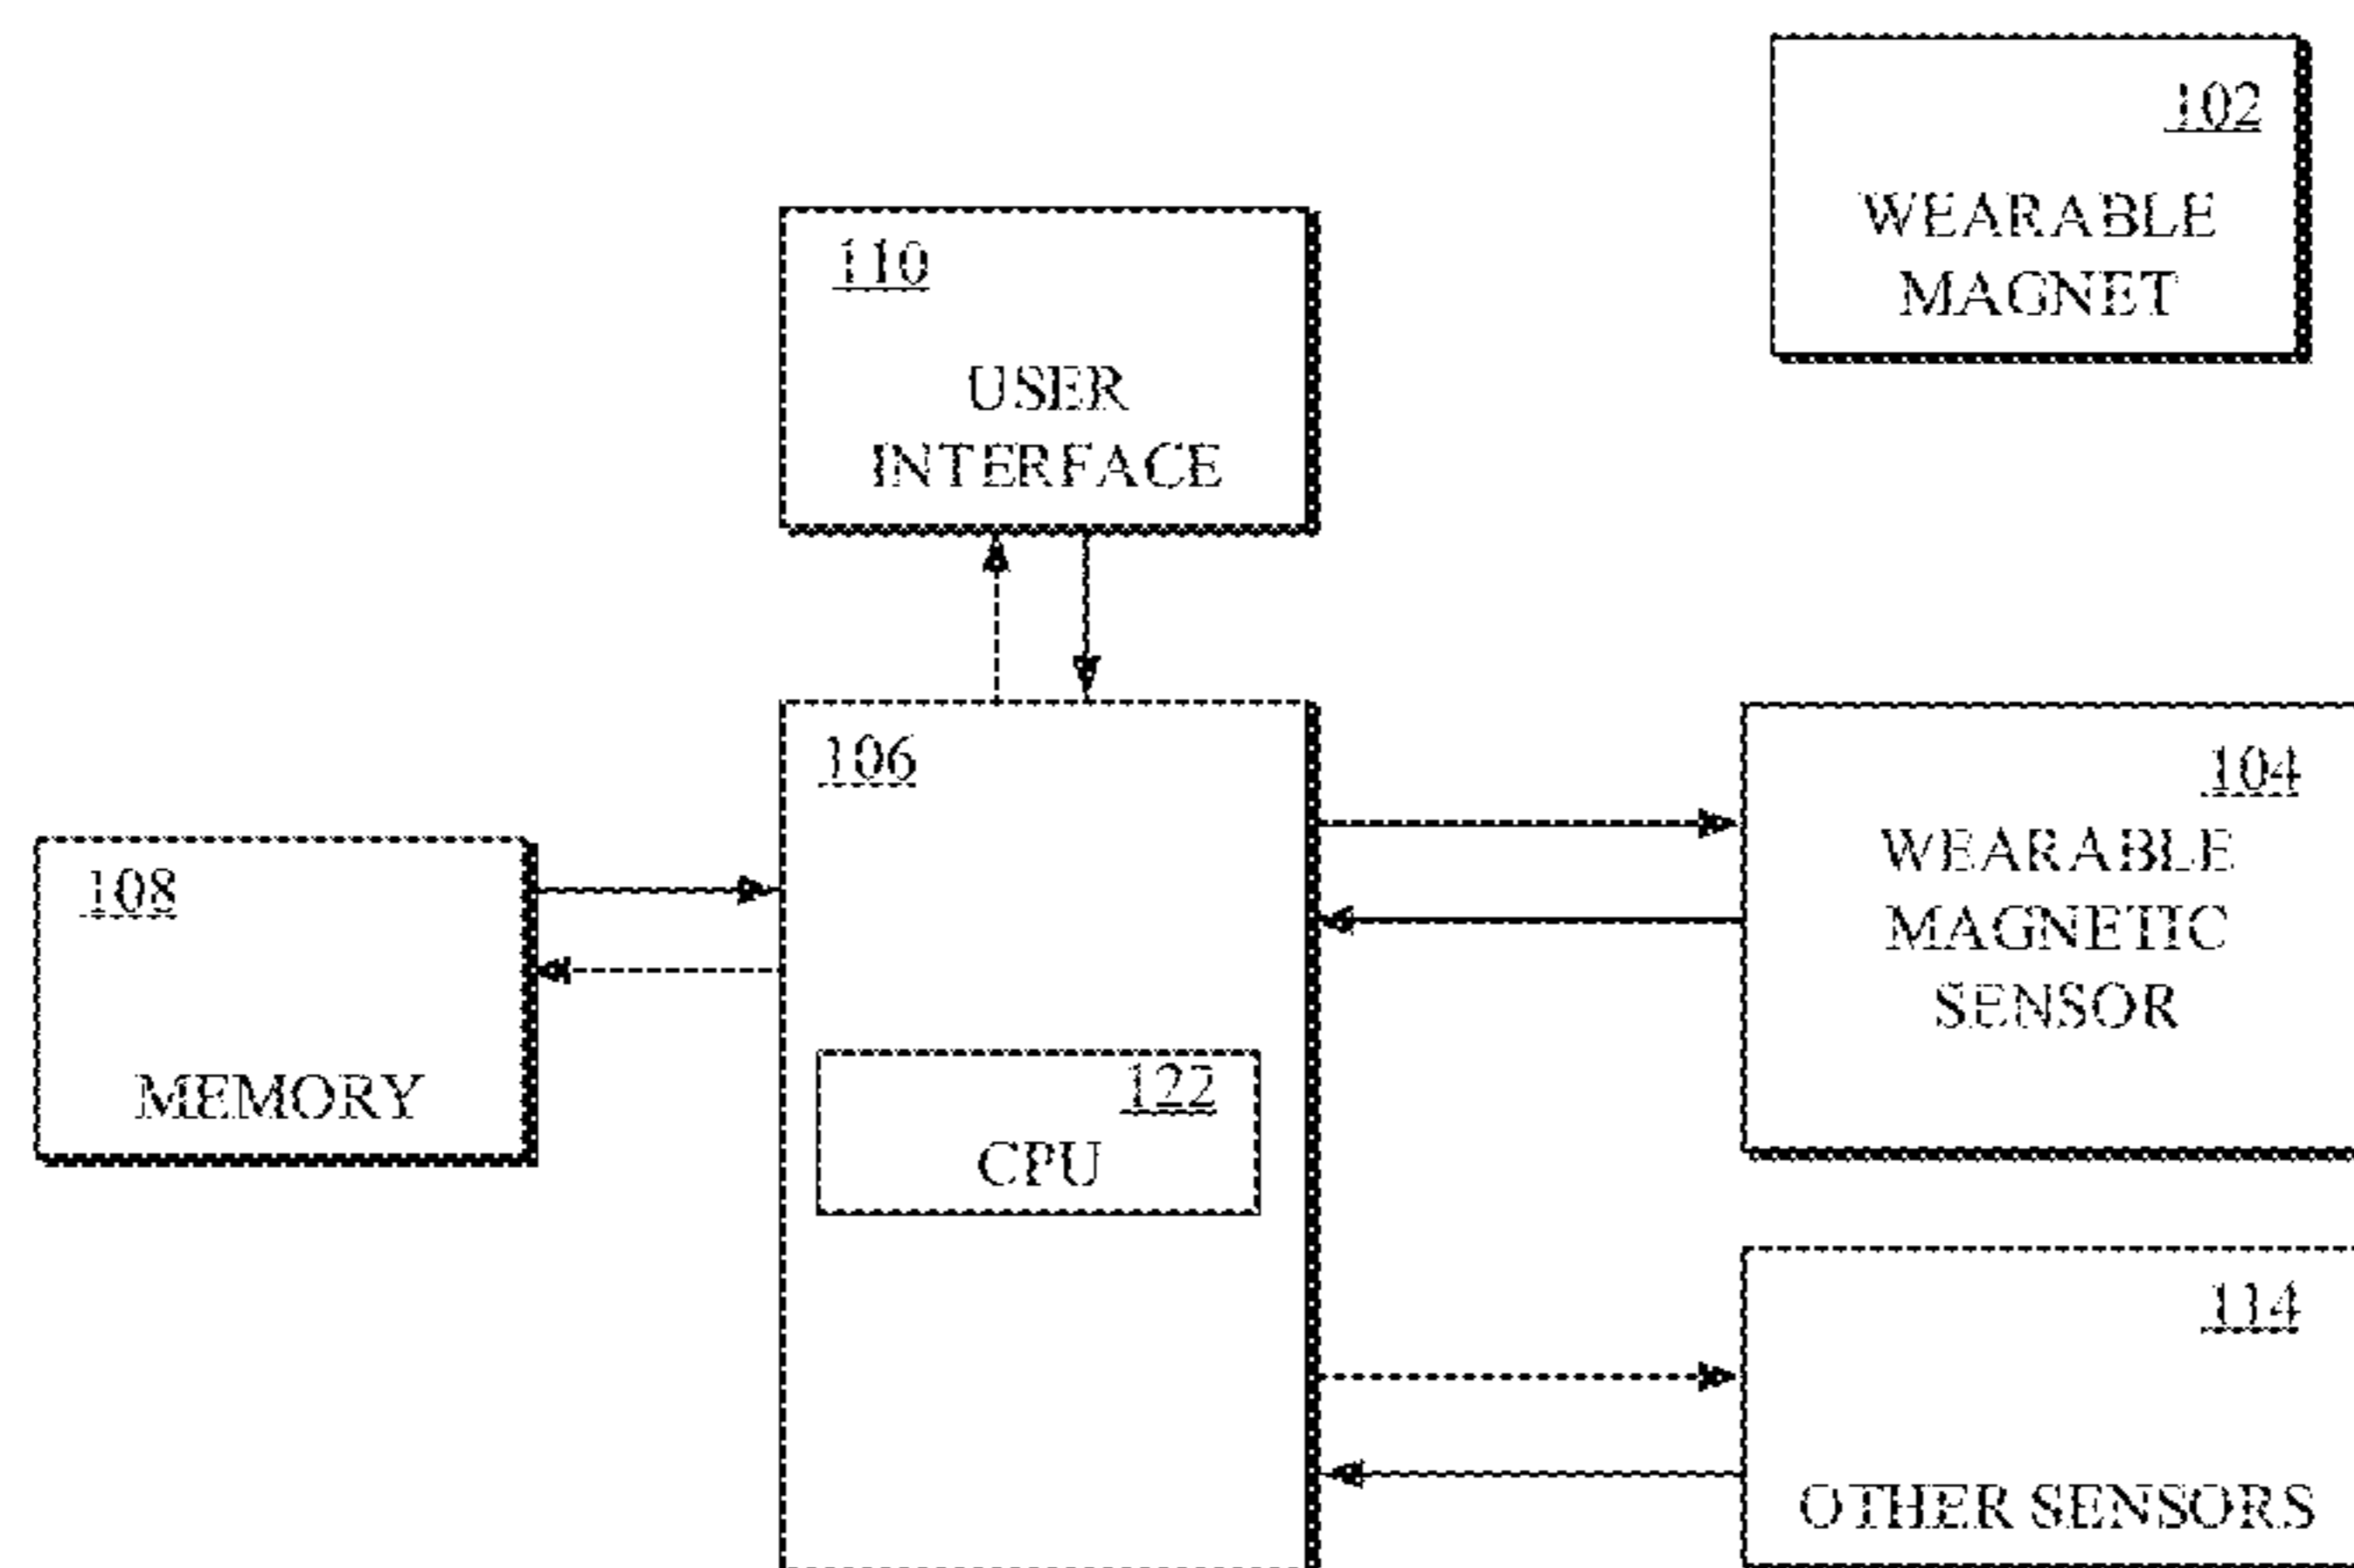 102
WEARABLE
MAGNET
110
USER
INTERFACE
106
104
WEARABLE
MAGNETIC
SENSOR
108
MEMORY
122
CPU
114
OTHER SENSORS